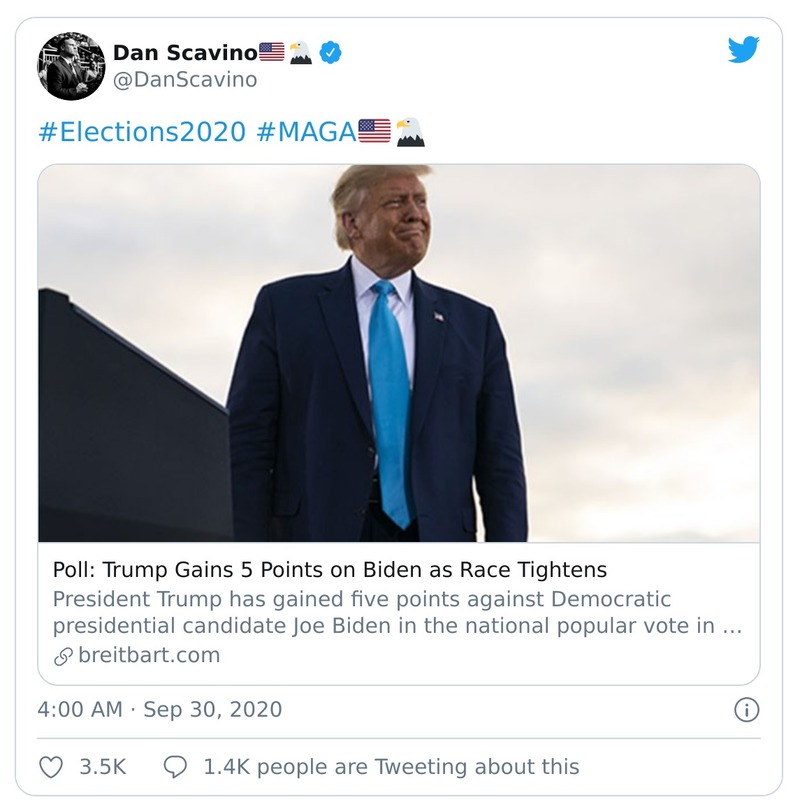 Dan Scavino🇺🇸🦅
@DanScavino
#Elections2020 #MAGA🇺🇸🦅
Poll: Trump Gains 5 Points on Biden as Race Tightens
President Trump has gained five points against Democratic
presidential candidate Joe Biden in the national popular vote in ...
breitbart.com
4:00 AM · Sep 30, 2020
3.5K 1.4K people are Tweeting about this